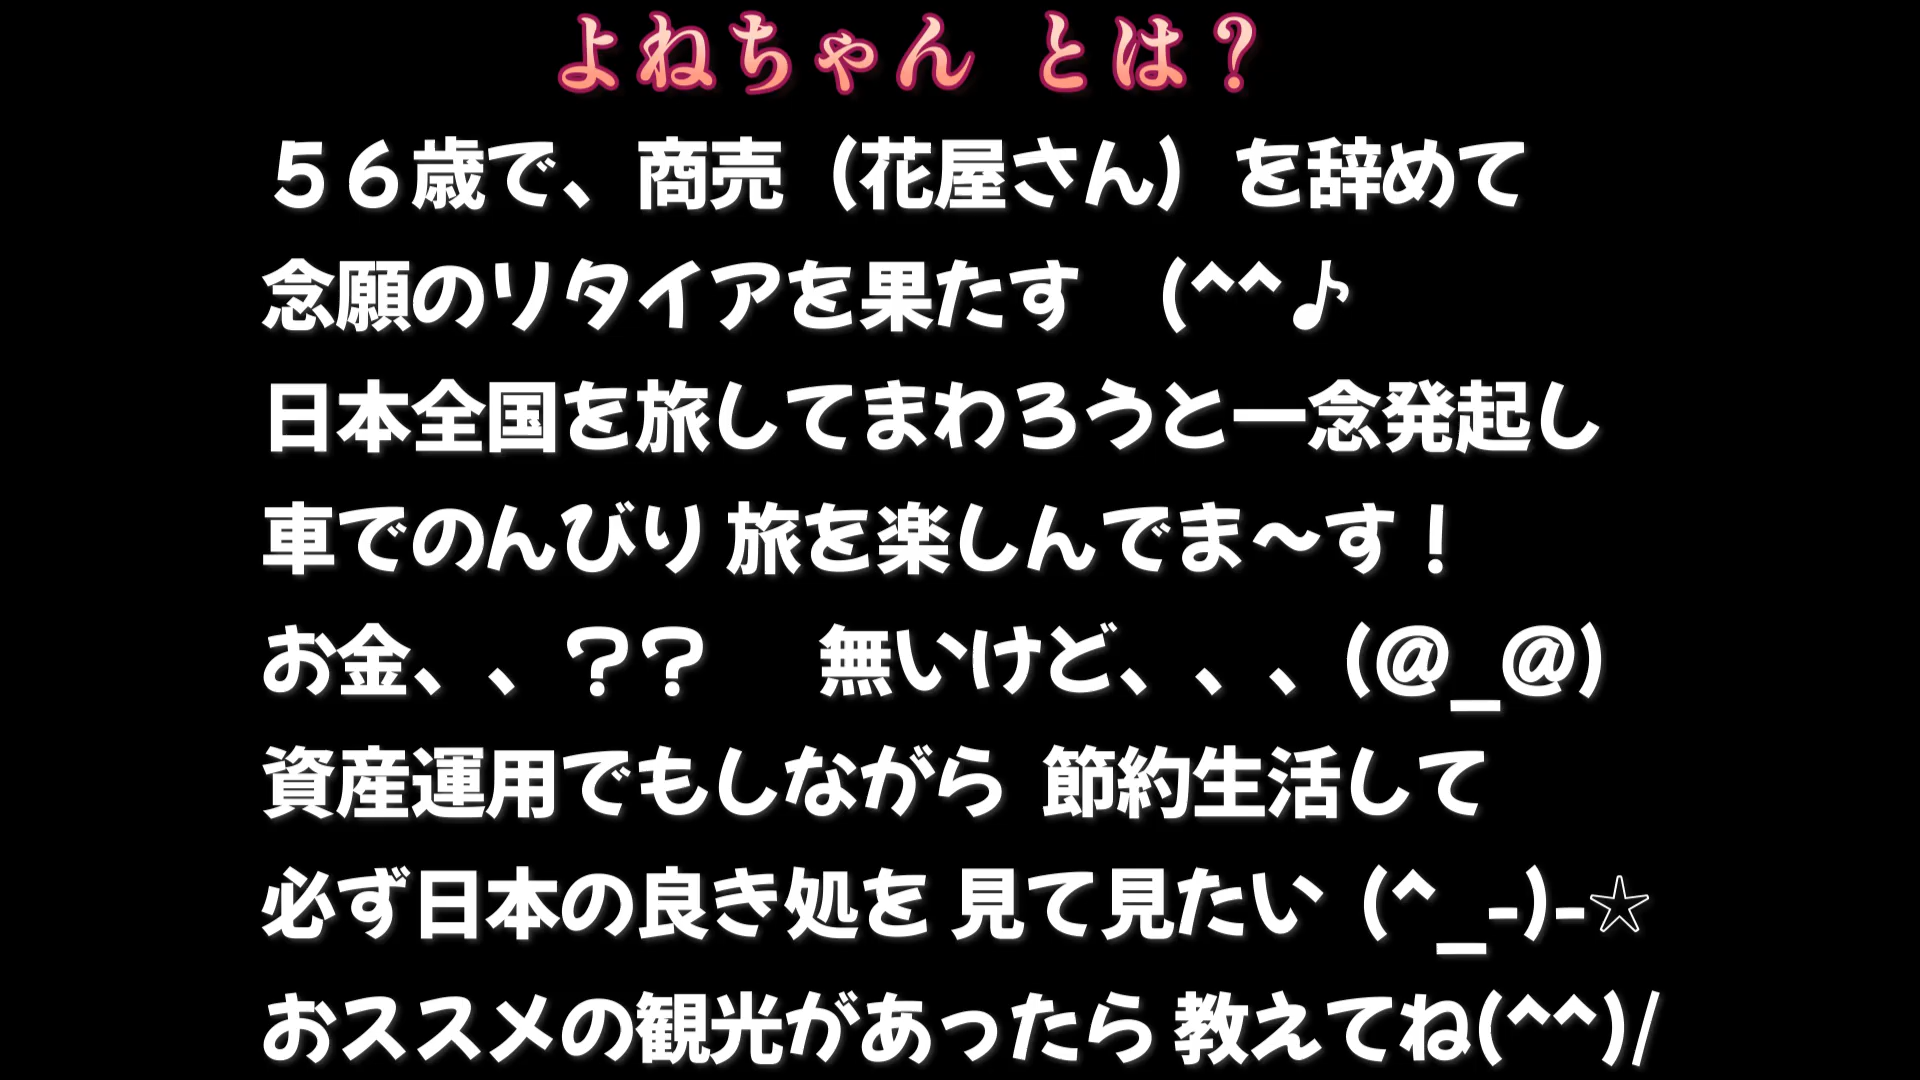 よねちゃん とは？
５６歳で、商売（花屋さん）を辞めて
念願のリタイアを果たす　(^^♪
日本全国を旅してまわろうと一念発起し
車でのんびり 旅を楽しんでま～す！
お金、、？？　無いけど、、、(@_@)
資産運用でもしながら 節約生活して
必ず日本の良き処を 見て見たい (^_-)-☆
おススメの観光があったら 教えてね(^^)/